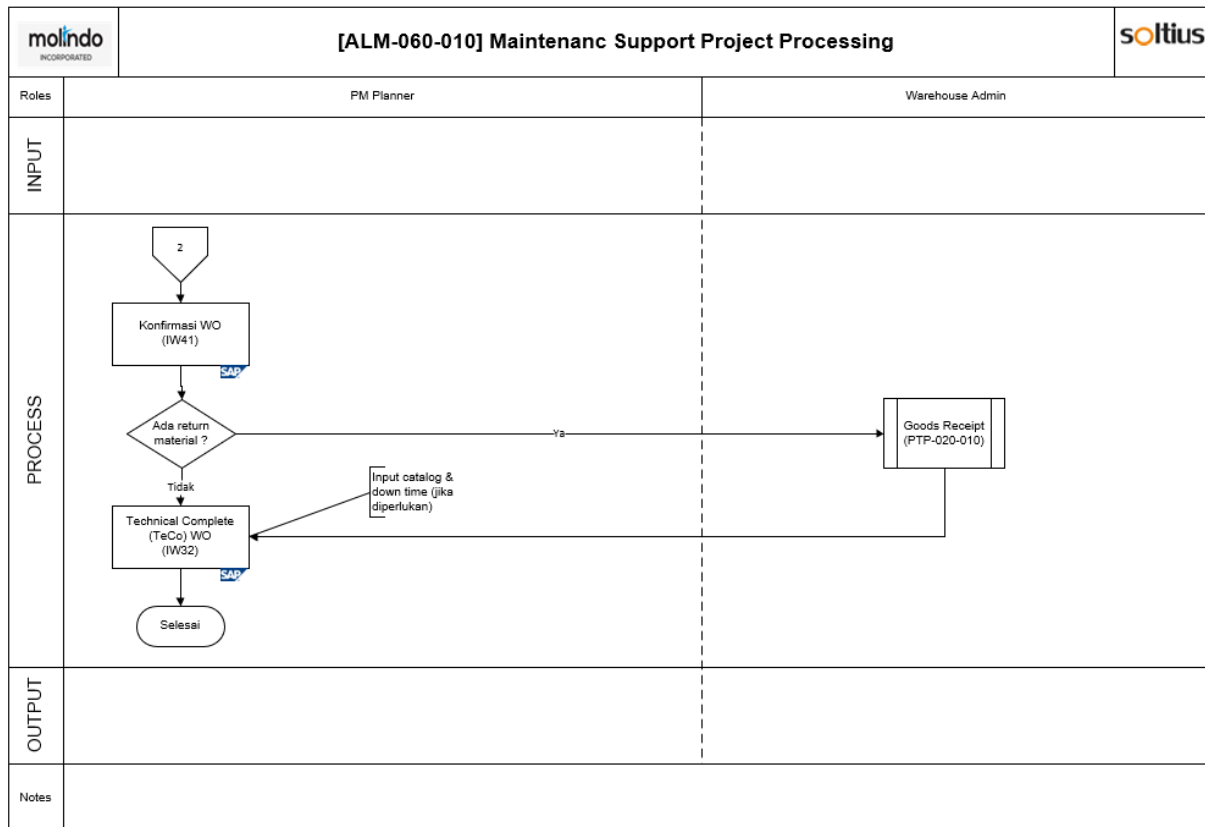 molindo
INCORPORATED
[ALM-060-010] Maintenanc Support Project Processing
soltius
Roles
PM Planner
Warehouse Admin
INPUT
PROCESS
2
Konfirmasi WO
(IW41)
SAP
Ada return
material ?
Ya
Goods Receipt
(PTP-020-010)
Tidak
Input catalog &
down time (jika
diperlukan)
Technical Complete
(TeCo) WO
(IW32)
SAP
Selesai
OUTPUT
Notes